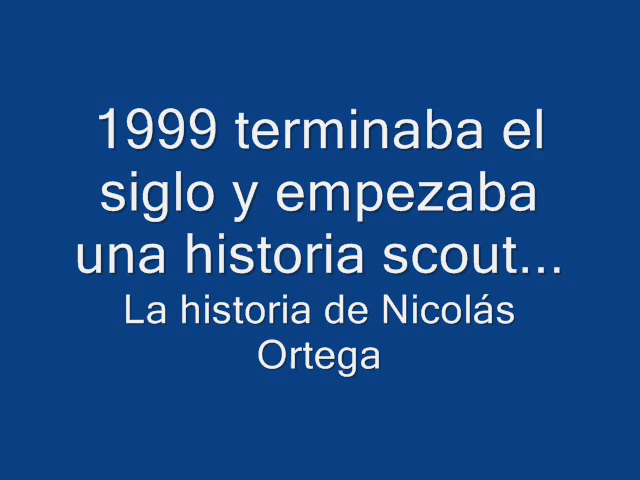 1999 terminaba el
siglo y empezaba
una historia scout...
La historia de Nicolás
Ortega